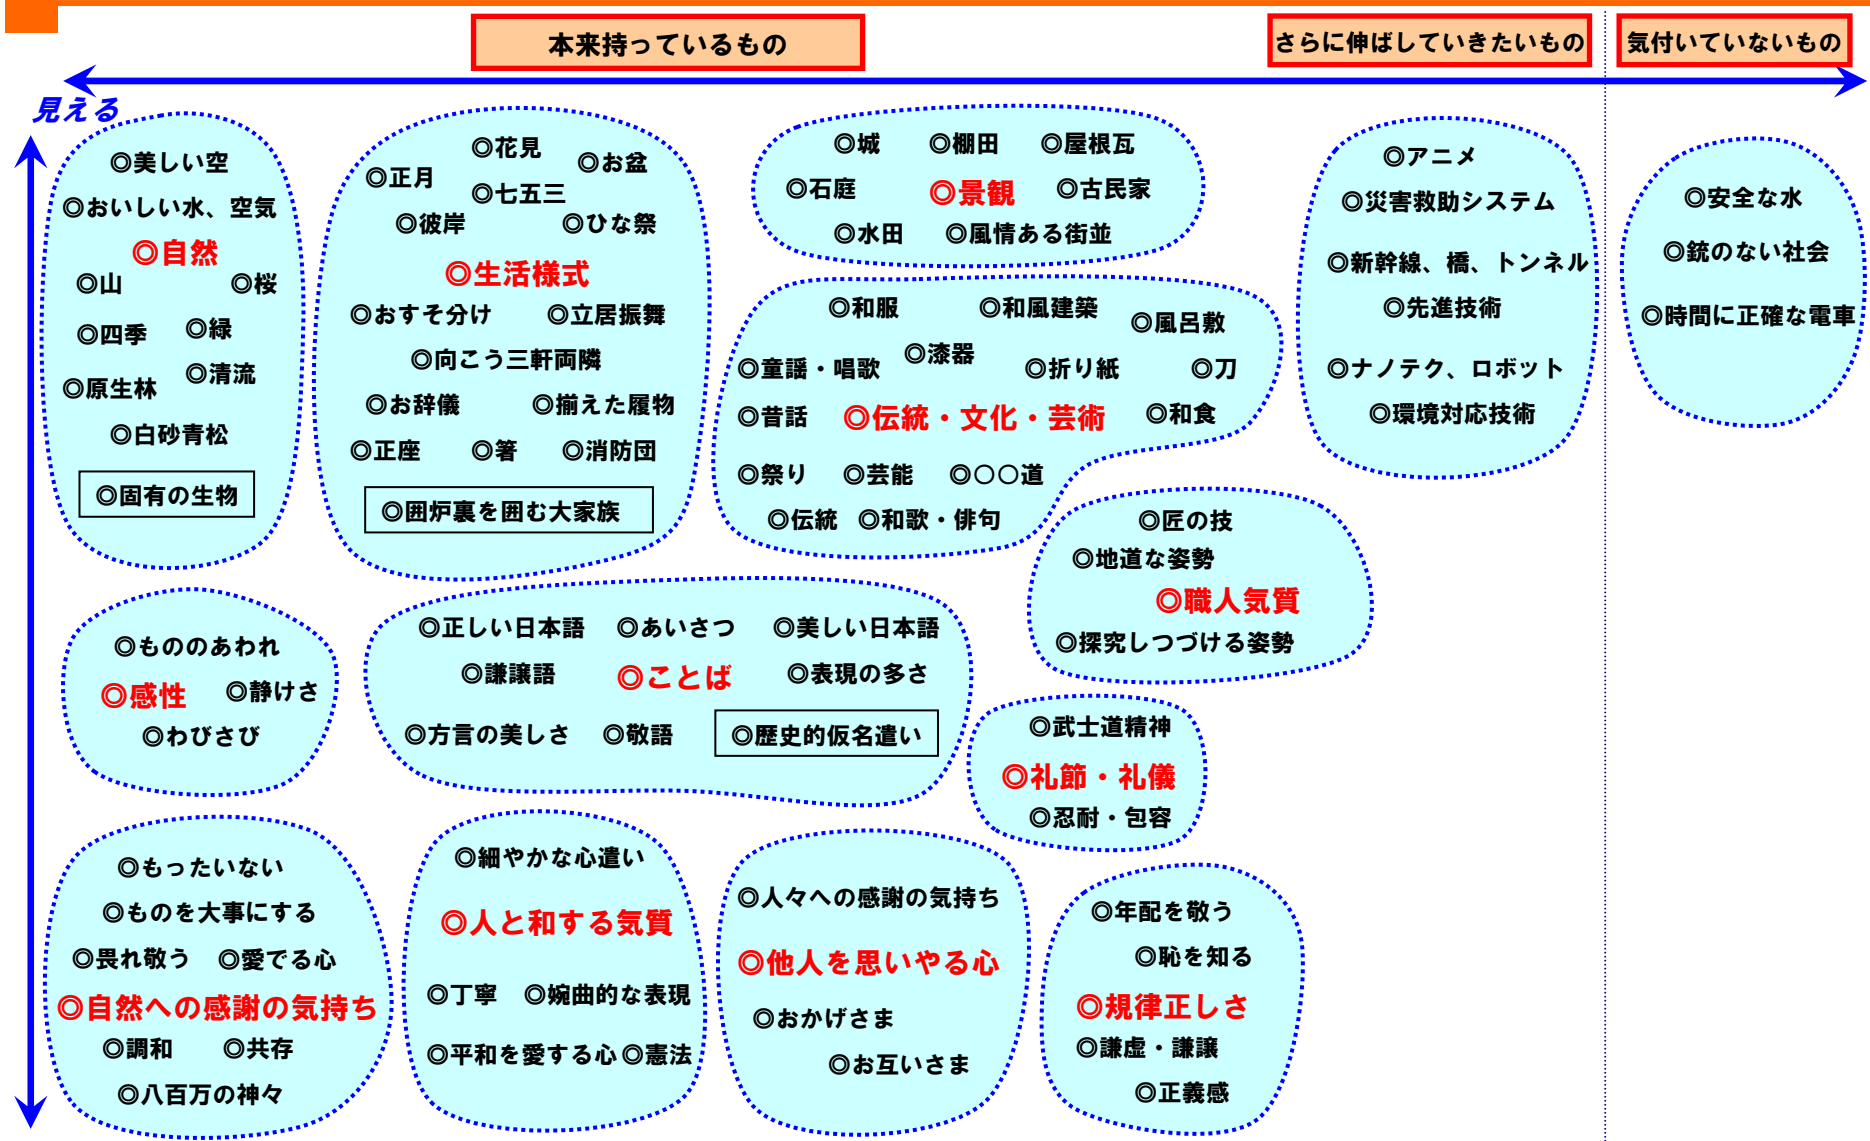 本来持っているもの
さらに伸ばしていきたいもの
気付いていないもの
見える
◎美しい空
◎おいしい水、空気
◎自然
◎山
◎桜
◎四季
◎緑
◎原生林
◎清流
◎白砂青松
◎固有の生物
◎花見
◎正月
◎お盆
◎七五三
◎彼岸
◎ひな祭
◎生活様式
◎おすそ分け
◎立居振舞
◎向こう三軒両隣
◎お辞儀
◎揃えた履物
◎正座
◎箸
◎消防団
◎囲炉裏を囲む大家族
◎城
◎棚田
◎屋根瓦
◎石庭
◎景観
◎古民家
◎水田
◎風情ある街並
◎和服
◎和風建築
◎風呂敷
◎童謡・唱歌
◎漆器
◎折り紙
◎刀
◎昔話
◎伝統・文化・芸術
◎和食
◎祭り
◎芸能
◎〇〇道
◎伝統
◎和歌・俳句
◎アニメ
◎災害救助システム
◎新幹線、橋、トンネル
◎先進技術
◎ナノテク、ロボット
◎環境対応技術
◎安全な水
◎銃のない社会
◎時間に正確な電車
◎匠の技
◎地道な姿勢
◎職人気質
◎探究しつづける姿勢
◎もののあわれ
◎感性
◎静けさ
◎わびさび
◎正しい日本語
◎あいさつ
◎美しい日本語
◎謙譲語
◎ことば
◎表現の多さ
◎方言の美しさ
◎敬語
◎歴史的仮名遣い
◎武士道精神
◎礼節・礼儀
◎忍耐・包容
◎もったいない
◎ものを大事にする
◎畏れ敬う
◎愛でる心
◎自然への感謝の気持ち
◎調和
◎共存
◎八百万の神々
◎細やかな心遣い
◎人と和する気質
◎丁寧
◎婉曲的な表現
◎平和を愛する心
◎憲法
◎人々への感謝の気持ち
◎他人を思いやる心
◎おかげさま
◎お互いさま
◎年配を敬う
◎恥を知る
◎規律正しさ
◎謙虚・謙譲
◎正義感